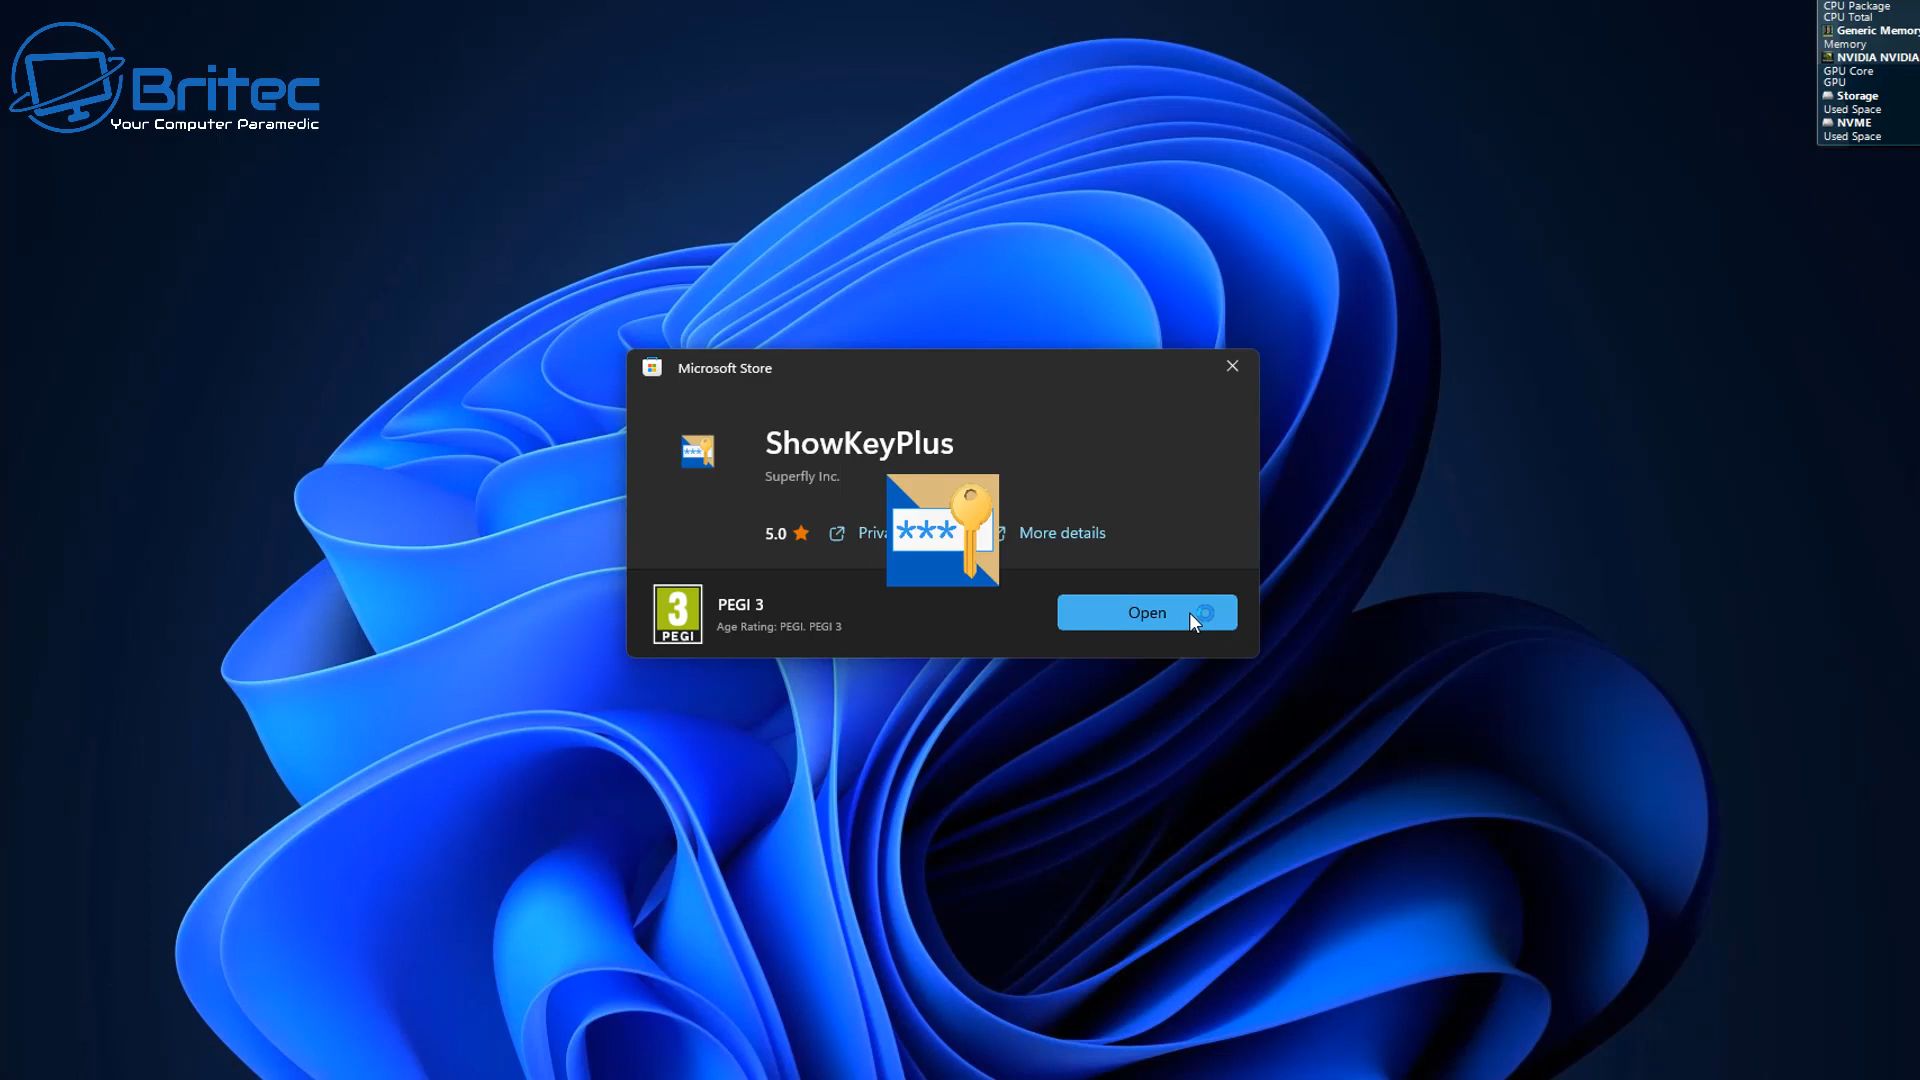 Britec
Your Computer Paramedic
CPU Package
CPU Total
Generic Memory
Memory
NVIDIA NVIDIA
GPU Core
GPU
Storage
Used Space
NVME
Used Space
Microsoft Store
ShowKeyPlus
Superfly Inc.
5.0
More details
***
3
PEGI
PEGI 3
Age Rating: PEGI. PEGI 3
Open